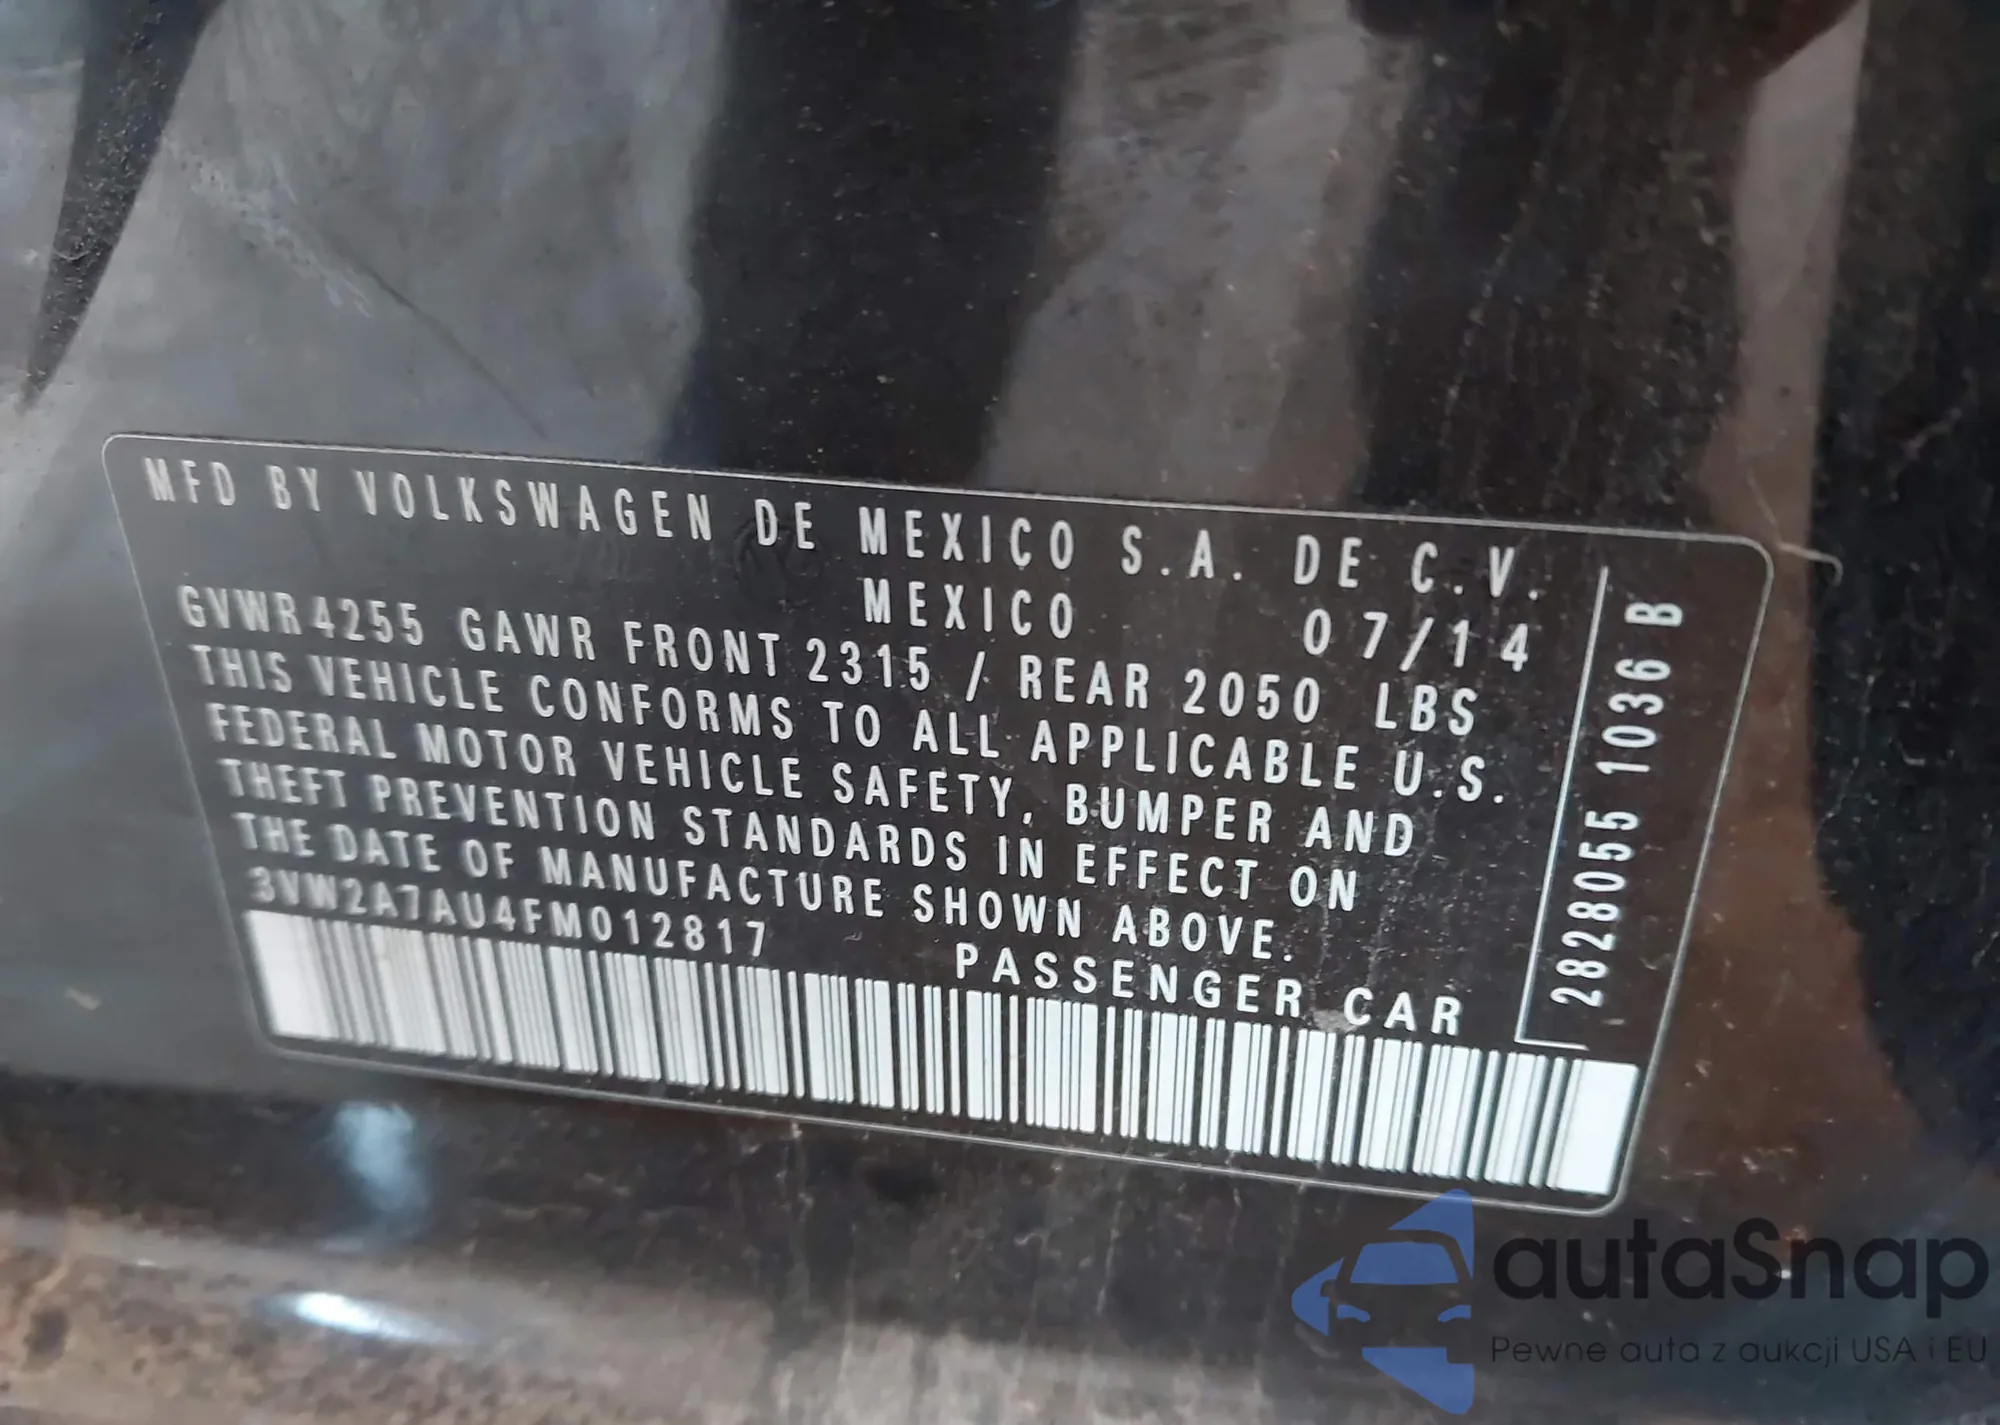 MFD BY VOLKSWAGEN DE MEXICO S.A. DE C.V.
MEXICO 07/14
GVWR 4255 GAWR FRONT 2315 / REAR 2050 LBS
THIS VEHICLE CONFORMS TO ALL APPLICABLE U.S.
FEDERAL MOTOR VEHICLE SAFETY, BUMPER AND
THEFT PREVENTION STANDARDS IN EFFECT ON
THE DATE OF MANUFACTURE SHOWN ABOVE.
3VW2A7AU4FM012817 PASSENGER CAR
2828055 1036 B
autaSnap
Pewne auta z aukcji USA i EU